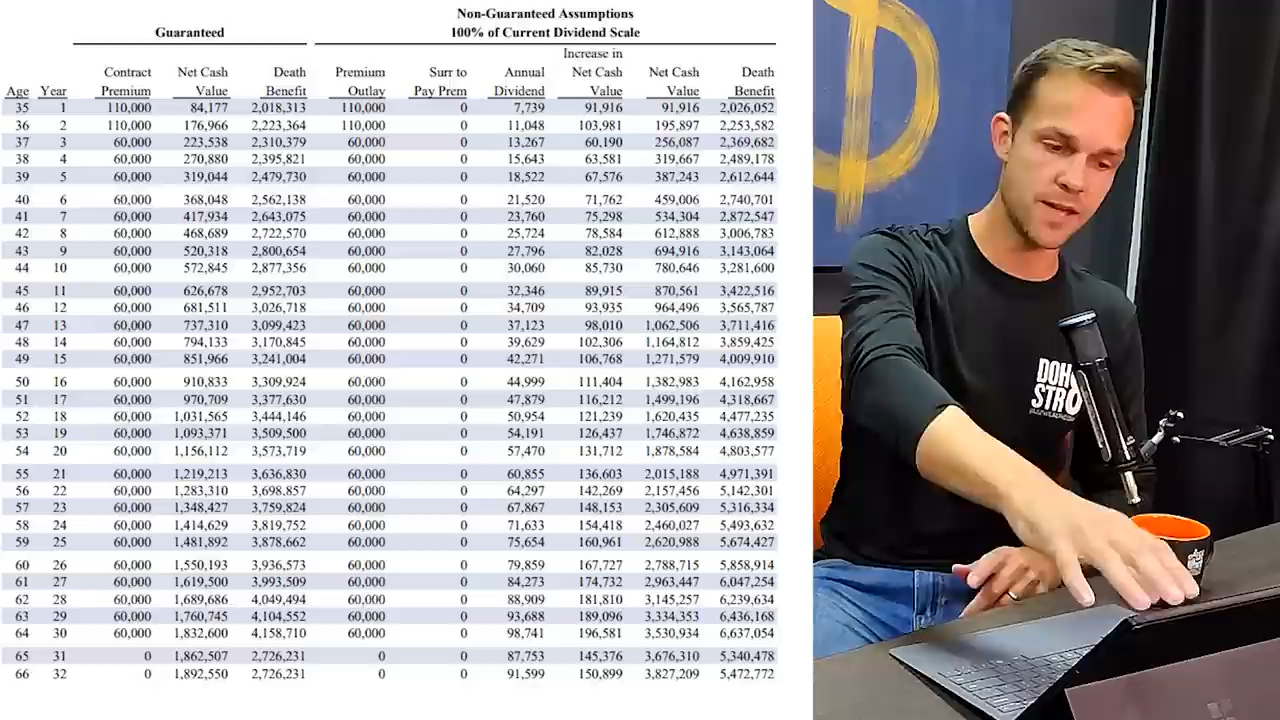 Non-Guaranteed Assumptions
Guaranteed 100% of Current Dividend Scale
Increase in
Contract Net Cash Death Premium Surr to Annual Net Cash Net Cash Death
Age Year Premium Value Benefit Outlay Pay Prem Dividend Value Value Benefit
35 1 110,000 84,177 2,018,313 110,000 0 7,739 91,916 91,916 2,026,052
36 2 110,000 176,966 2,223,364 110,000 0 11,048 103,981 195,897 2,253,582
37 3 60,000 223,538 2,310,379 60,000 0 13,267 60,190 256,087 2,369,682
38 4 60,000 270,880 2,395,821 60,000 0 15,643 63,581 319,667 2,489,178
39 5 60,000 319,044 2,479,730 60,000 0 18,522 67,576 387,243 2,612,644
40 6 60,000 368,048 2,562,138 60,000 0 21,520 71,762 459,006 2,740,701
41 7 60,000 417,934 2,643,075 60,000 0 23,760 75,298 534,304 2,872,547
42 8 60,000 468,689 2,722,570 60,000 0 25,724 78,584 612,888 3,006,783
43 9 60,000 520,318 2,800,654 60,000 0 27,796 82,028 694,916 3,143,064
44 10 60,000 572,845 2,877,356 60,000 0 30,060 85,730 780,646 3,281,600
45 11 60,000 626,678 2,952,703 60,000 0 32,346 89,915 870,561 3,422,516
46 12 60,000 681,511 3,026,718 60,000 0 34,709 93,935 964,496 3,565,787
47 13 60,000 737,310 3,099,423 60,000 0 37,123 98,010 1,062,506 3,711,416
48 14 60,000 794,133 3,170,845 60,000 0 39,629 102,306 1,164,812 3,859,425
49 15 60,000 851,966 3,241,004 60,000 0 42,271 106,768 1,271,579 4,009,910
50 16 60,000 910,833 3,309,924 60,000 0 44,999 111,404 1,382,983 4,162,958
51 17 60,000 970,709 3,377,630 60,000 0 47,879 116,212 1,499,196 4,318,667
52 18 60,000 1,031,565 3,444,146 60,000 0 50,954 121,239 1,620,435 4,477,235
53 19 60,000 1,093,371 3,509,500 60,000 0 54,191 126,437 1,746,872 4,638,859
54 20 60,000 1,156,112 3,573,719 60,000 0 57,470 131,712 1,878,584 4,803,577
55 21 60,000 1,219,213 3,636,830 60,000 0 60,855 136,603 2,015,188 4,971,391
56 22 60,000 1,283,310 3,698,857 60,000 0 64,297 142,269 2,157,456 5,142,301
57 23 60,000 1,348,427 3,759,824 60,000 0 67,867 148,153 2,305,609 5,316,334
58 24 60,000 1,414,629 3,819,752 60,000 0 71,633 154,418 2,460,027 5,493,632
59 25 60,000 1,481,892 3,878,662 60,000 0 75,654 160,961 2,620,988 5,674,427
60 26 60,000 1,550,193 3,936,573 60,000 0 79,859 167,727 2,788,715 5,858,914
61 27 60,000 1,619,500 3,993,509 60,000 0 84,273 174,732 2,963,447 6,047,254
62 28 60,000 1,689,686 4,049,494 60,000 0 88,909 181,810 3,145,257 6,239,634
63 29 60,000 1,760,745 4,104,552 60,000 0 93,688 189,096 3,334,353 6,436,168
64 30 60,000 1,832,600 4,158,710 60,000 0 98,741 196,581 3,530,934 6,637,054
65 31 0 1,862,507 2,726,231 0 0 87,753 145,376 3,676,310 5,340,478
66 32 0 1,892,550 2,726,231 0 0 91,599 150,899 3,827,209 5,472,772
DOH
STRO